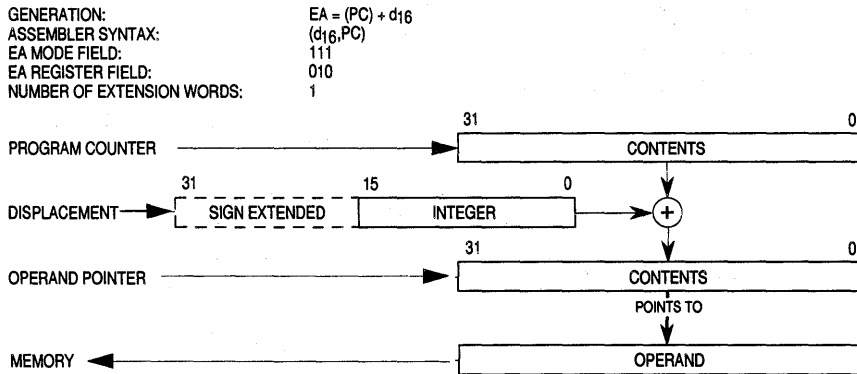 GENERATION: EA = (PC) + d16
ASSEMBLER SYNTAX: (d16,PC)
EA MODE FIELD: 111
EA REGISTER FIELD: 010
NUMBER OF EXTENSION WORDS: 1
31 0
PROGRAM COUNTER CONTENTS
31 15 0
DISPLACEMENT SIGN EXTENDED INTEGER +
31 0
OPERAND POINTER CONTENTS
POINTS TO
MEMORY OPERAND